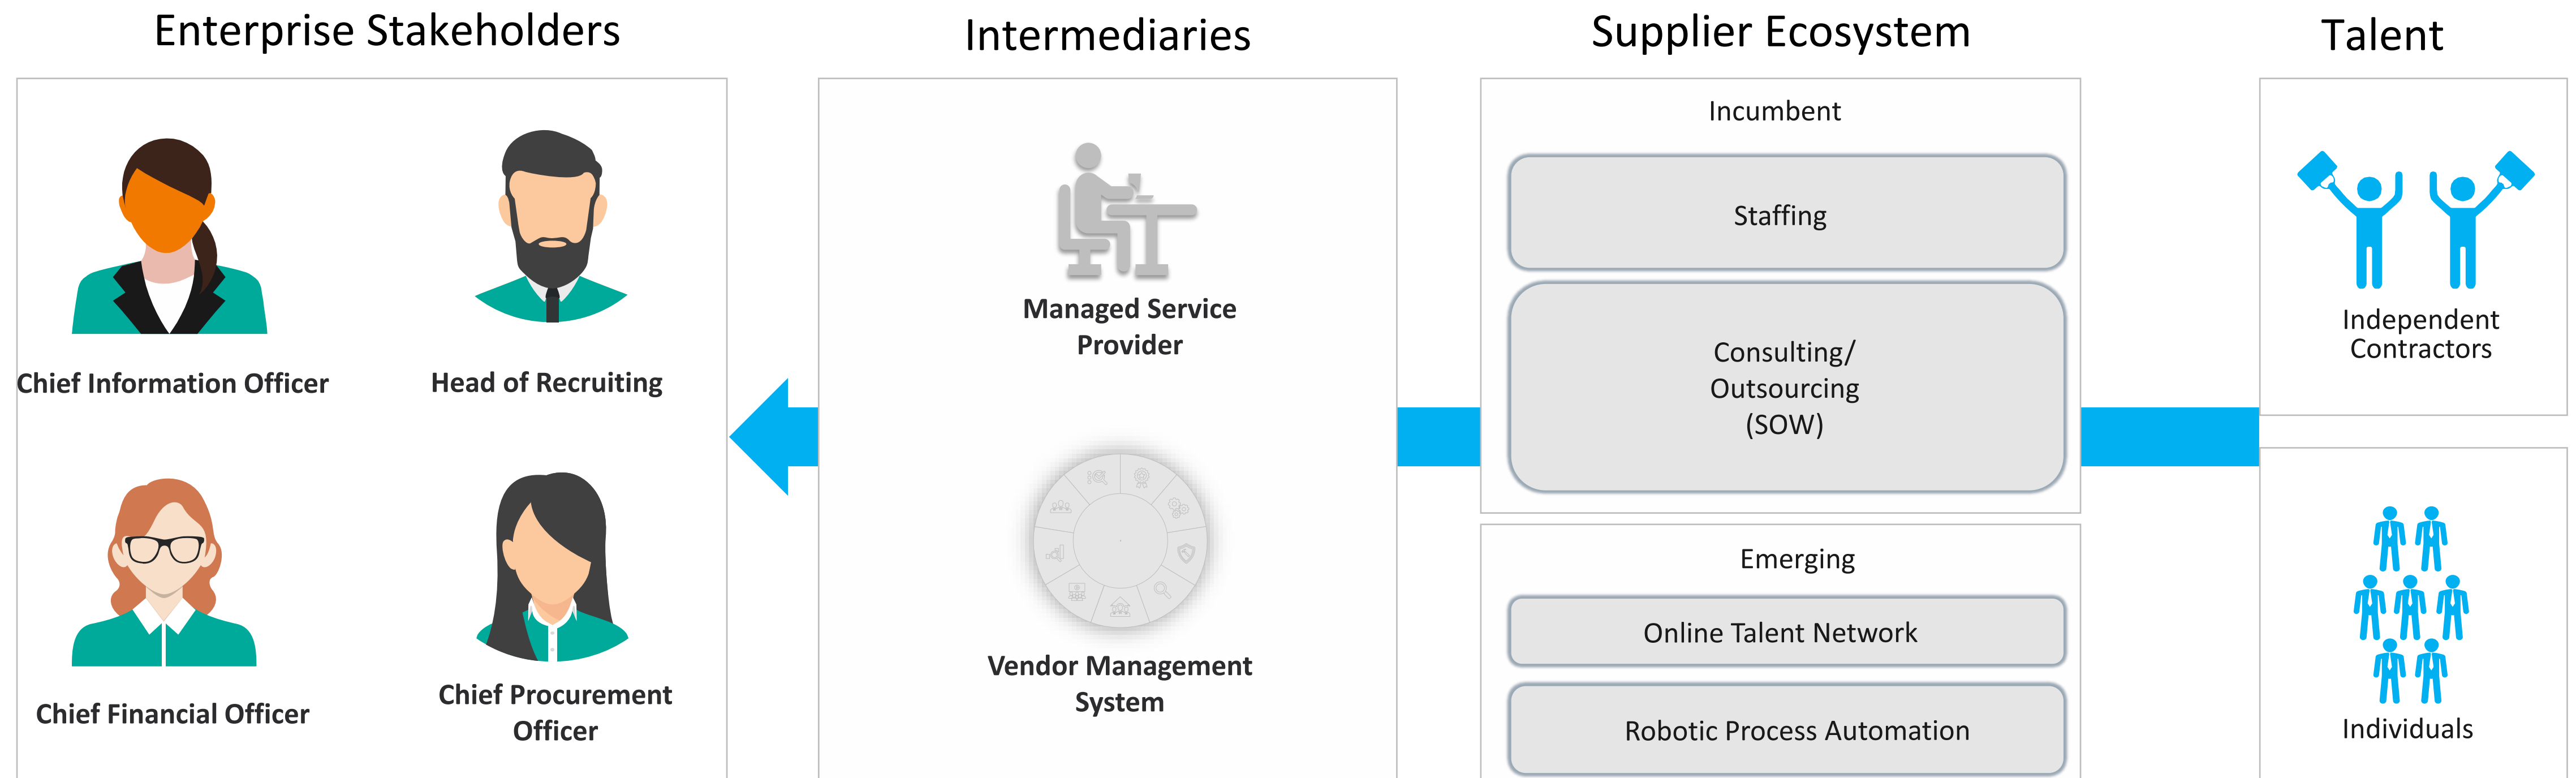 Enterprise Stakeholders
Chief Information Officer
Head of Recruiting
Chief Financial Officer
Chief Procurement
Officer
Intermediaries
Managed Service
Provider
Vendor Management
System
Supplier Ecosystem
Incumbent
Staffing
Consulting/
Outsourcing
(SOW)
Emerging
Online Talent Network
Robotic Process Automation
Talent
Independent
Contractors
Individuals